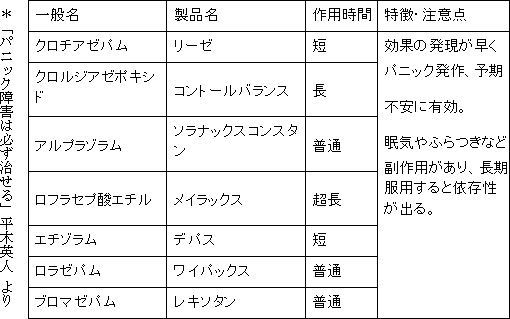 一般名 製品名 作用時間 特徴・注意点
クロチアゼバム リーゼ 短
クロルジアゼポキシ
ド
コントールバランス 長
アルプラゾラム
ソラナックスコンスタ
ン
普通
ロフラセプ酸エチル メイラックス 超長
エチゾラム デパス 短
ロラゼバム ワイパックス 普通
ブロマゼバム レキソタン 普通
効果の発現が早く
パニック発作、予期
不安に有効。
眠気やふらつきなど
副作用があり、長期
服用すると依存性
が出る。
＊「パニック障害は必ず治せる」平木英人 より